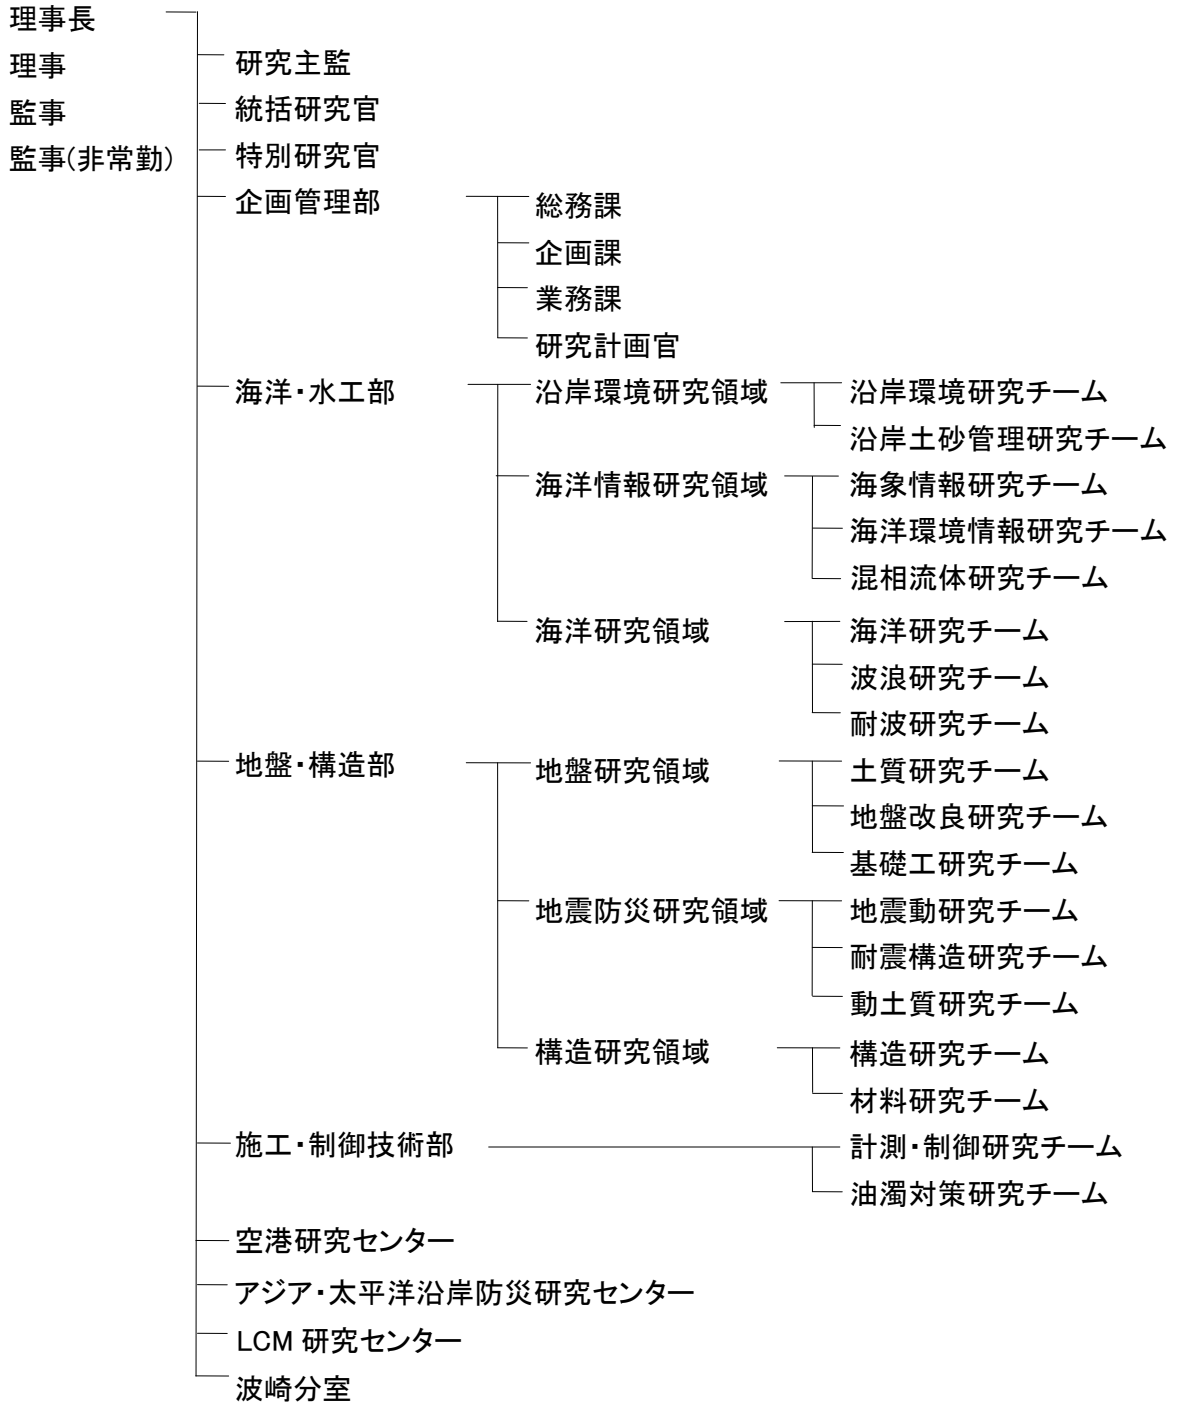 理事長
理事
監事
監事(非常勤)
研究主監
統括研究官
特別研究官
企画管理部
総務課
企画課
業務課
研究計画官
海洋・水工部
沿岸環境研究領域
沿岸環境研究チーム
沿岸土砂管理研究チーム
海洋情報研究領域
海象情報研究チーム
海洋環境情報研究チーム
混相流体研究チーム
海洋研究領域
海洋研究チーム
波浪研究チーム
耐波研究チーム
地盤・構造部
地盤研究領域
土質研究チーム
地盤改良研究チーム
基礎工研究チーム
地震防災研究領域
地震動研究チーム
耐震構造研究チーム
動土質研究チーム
構造研究領域
構造研究チーム
材料研究チーム
施工・制御技術部
計測・制御研究チーム
油濁対策研究チーム
空港研究センター
アジア・太平洋沿岸防災研究センター
LCM 研究センター
波崎分室